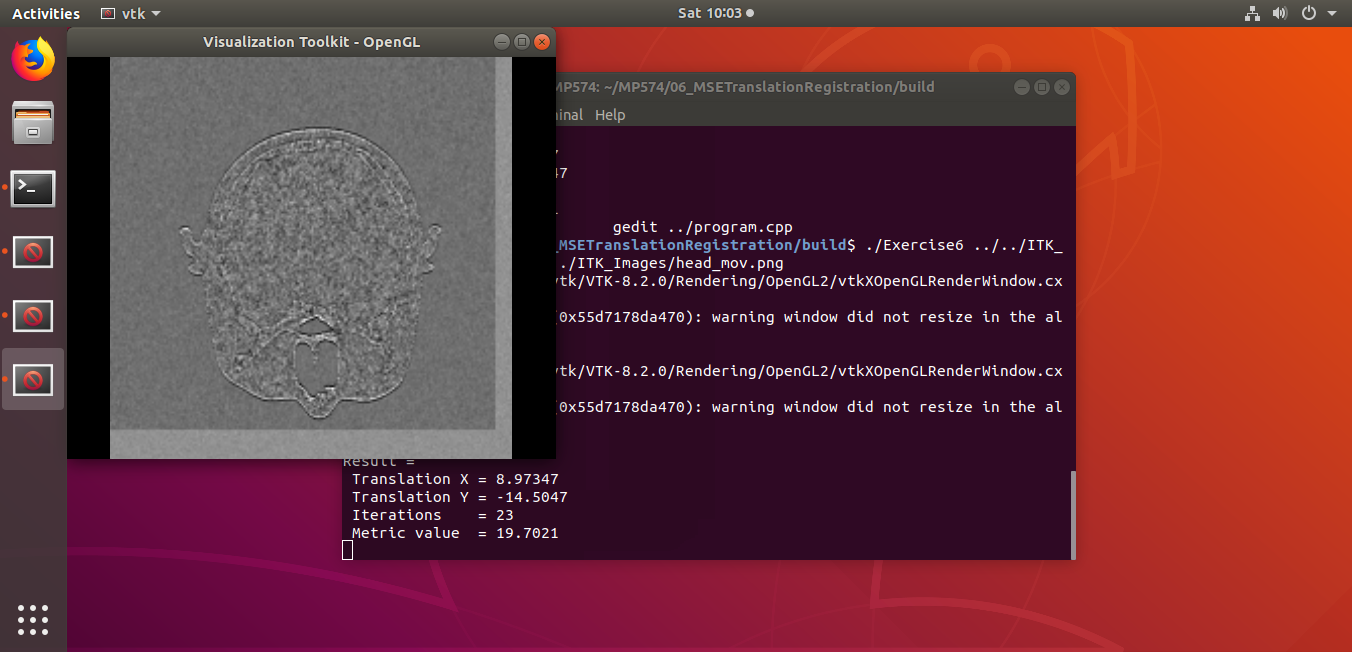 Activities
vtk
Sat 10:03
Visualization Toolkit - OpenGL
MP574: ~/MP574/06_MSETranslationRegistration/build
Help
gedit ../program.cpp
_MSETranslationRegistration/build$ ./Exercise6 ../../ITK_
./ITK_Images/head_mov.png
vtk/VTK-8.2.0/Rendering/OpenGL2/vtkXOpenGLRenderWindow.cx
(0x55d7178da470): warning window did not resize in the al
vtk/VTK-8.2.0/Rendering/OpenGL2/vtkXOpenGLRenderWindow.cx
(0x55d7178da470): warning window did not resize in the al
Result =
Translation X = 8.97347
Translation Y = -14.5047
Iterations = 23
Metric value = 19.7021